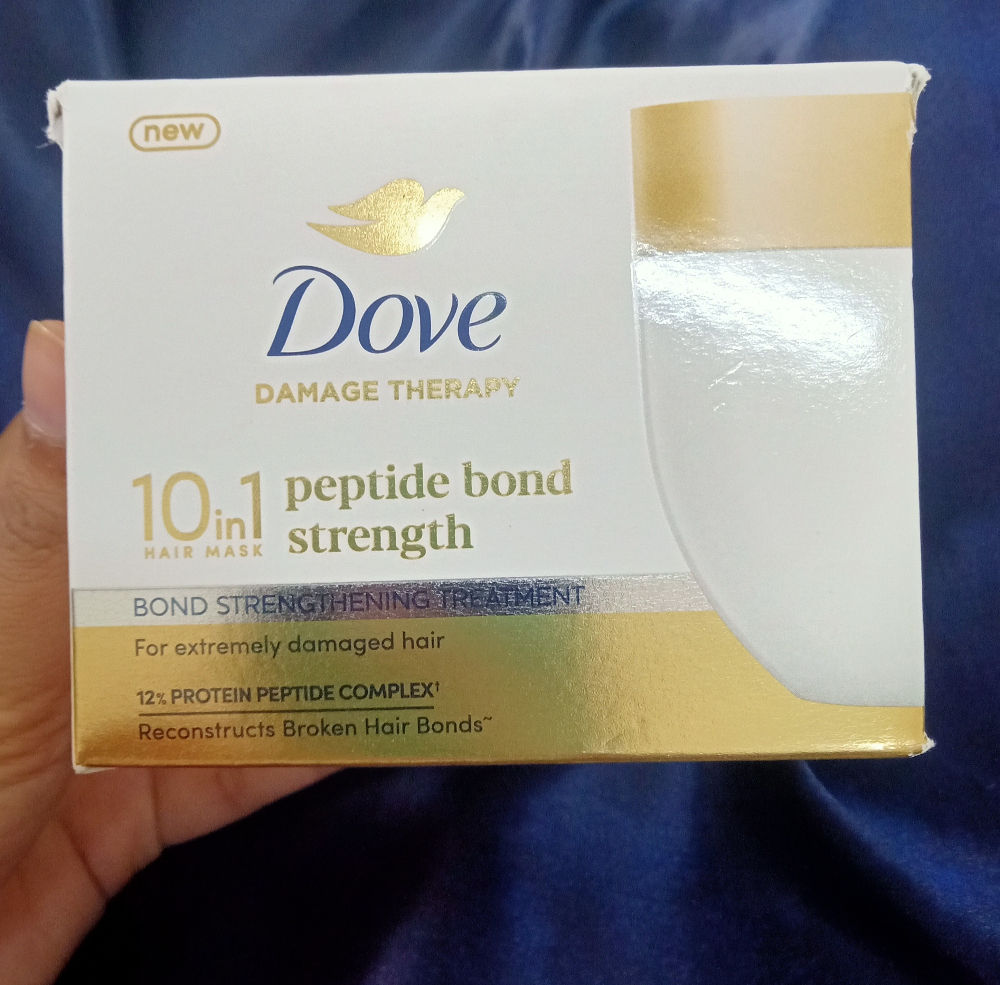 new
Dove
DAMAGE THERAPY
10in1 peptide bond
HAIR MASK strength
BOND STRENGTHENING TREATMENT
For extremely damaged hair
12% PROTEIN PEPTIDE COMPLEX†
Reconstructs Broken Hair Bonds~